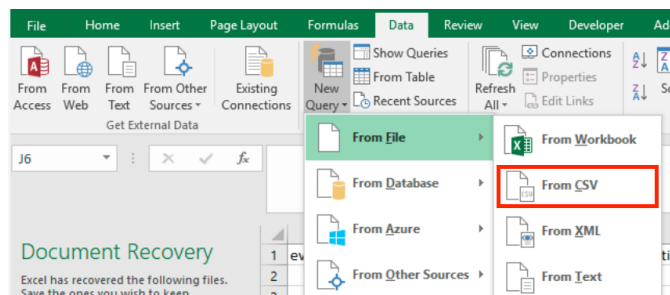 File Home Insert Page Layout Formulas Data Review View Developer
From Access
From Web
From Text
From Other Sources
Existing Connections
Get External Data
New Query
Show Queries
From Table
Recent Sources
Refresh All
Connections
Properties
Edit Links
J6
fx
From File
From Database
From Azure
From Other Sources
From Workbook
From CSV
From XML
From Text
Document Recovery
Excel has recovered the following files.
Save the ones you wish to keep.
1
2